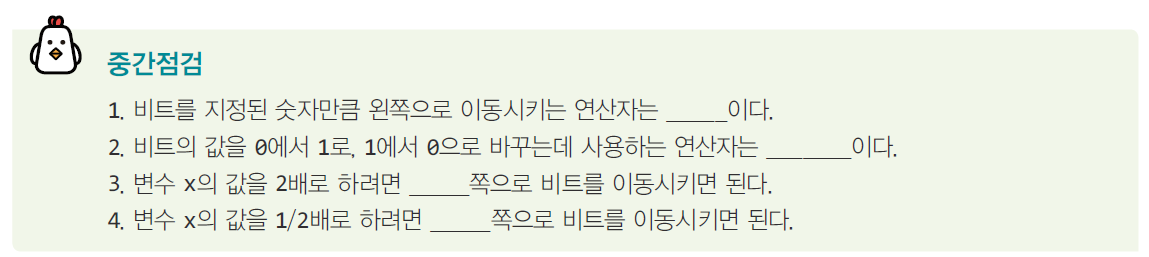 중간점검
1. 비트를 지정된 숫자만큼 왼쪽으로 이동시키는 연산자는 _____이다.
2. 비트의 값을 0에서 1로, 1에서 0으로 바꾸는데 사용하는 연산자는 _______이다.
3. 변수 x의 값을 2배로 하려면 _____쪽으로 비트를 이동시키면 된다.
4. 변수 x의 값을 1/2배로 하려면 _____쪽으로 비트를 이동시키면 된다.